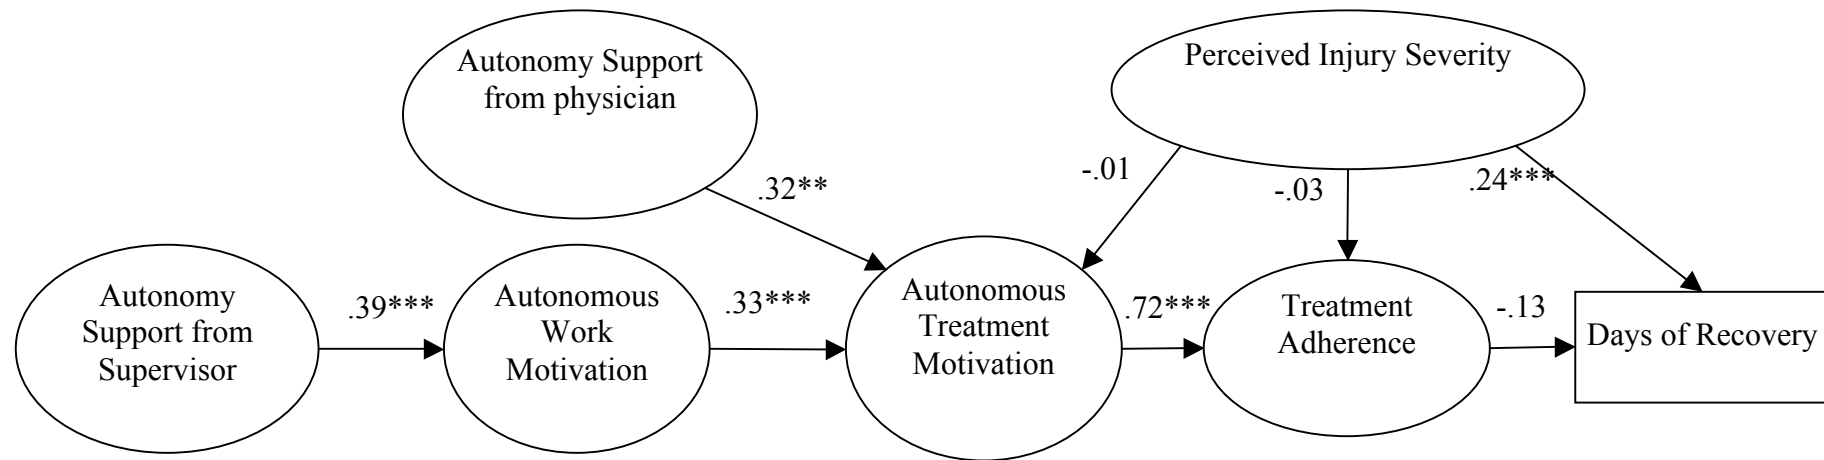 Autonomy Support
from physician
Perceived Injury Severity
.32**
-.01
-.03
.24***
Autonomy
Support from
Supervisor
.39***
Autonomous
Work
Motivation
.33***
Autonomous
Treatment
Motivation
.72***
Treatment
Adherence
-.13
Days of Recovery